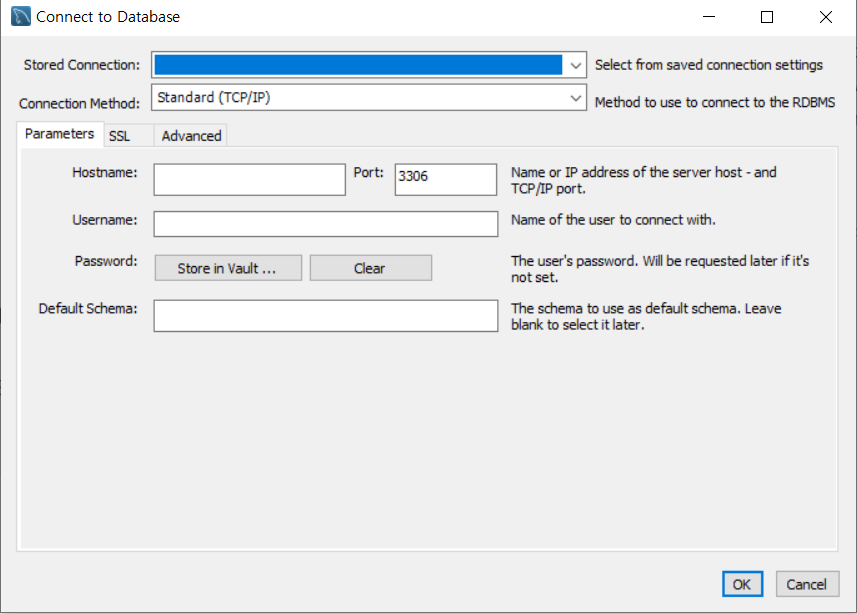 Connect to Database
Stored Connection:
Select from saved connection settings
Connection Method:
Standard (TCP/IP)
Method to use to connect to the RDBMS
Parameters
SSL
Advanced
Hostname:
Port:
3306
Name or IP address of the server host - and
TCP/IP port.
Username:
Name of the user to connect with.
Password:
Store in Vault ...
Clear
The user's password. Will be requested later if it's
not set.
Default Schema:
The schema to use as default schema. Leave
blank to select it later.
OK
Cancel